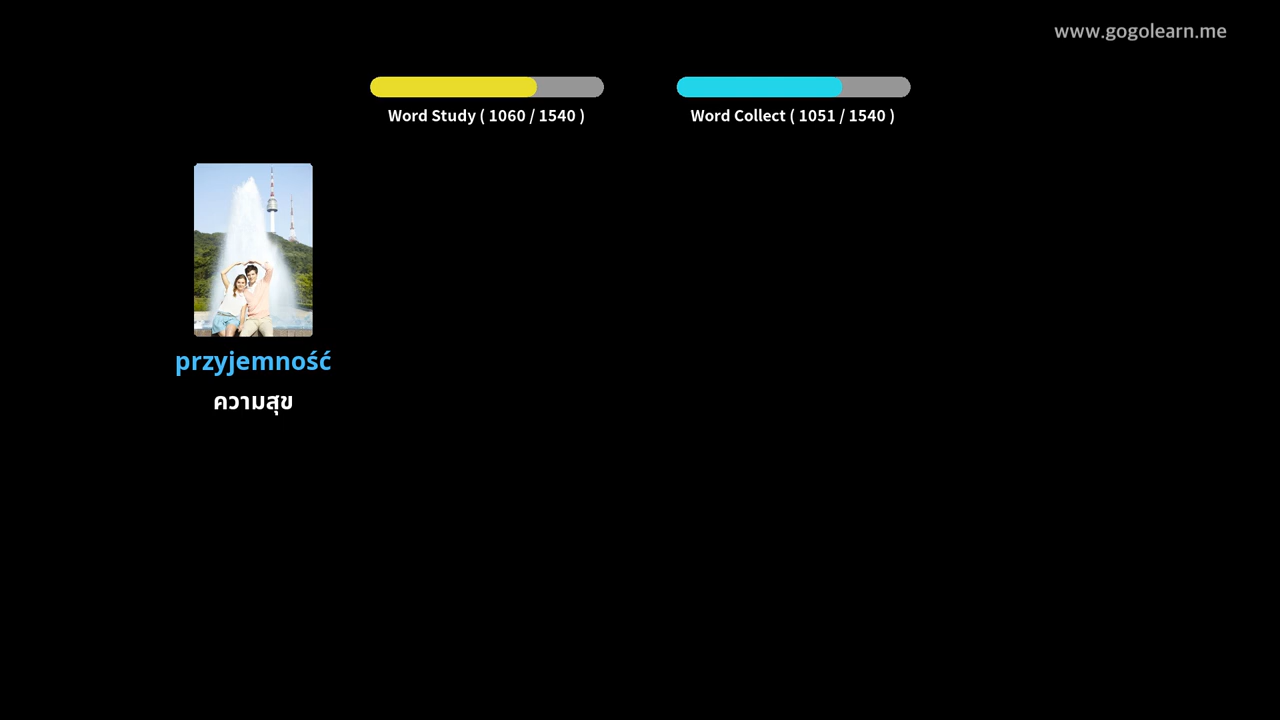 www.gogolearn.me
Word Study ( 1060 / 1540 )
Word Collect ( 1051 / 1540 )
przyjemność
ความสุข